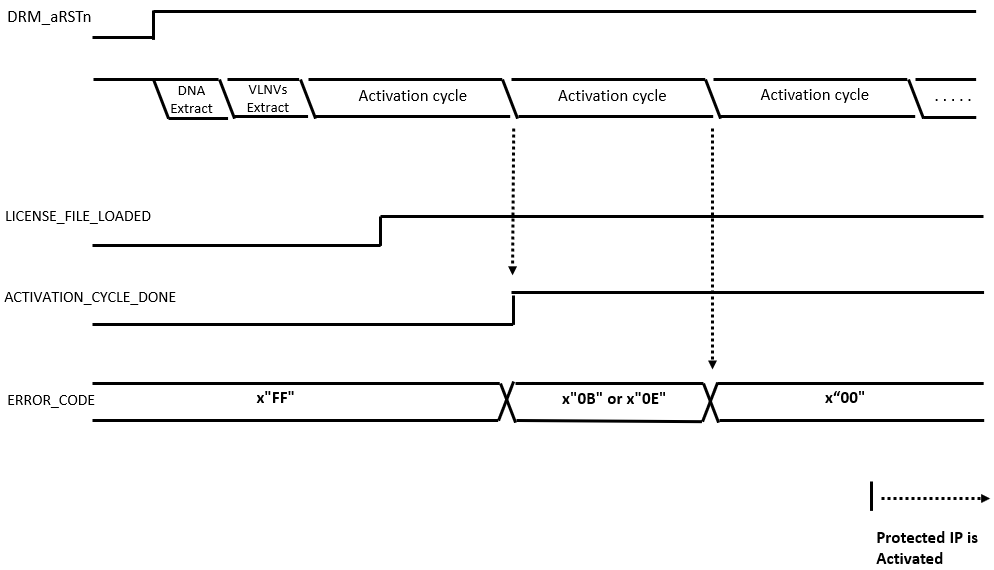 DRM_aRSTn
DNA
Extract
VLNVs
Extract
Activation cycle
Activation cycle
Activation cycle
.....
LICENSE_FILE_LOADED
ACTIVATION_CYCLE_DONE
ERROR_CODE
x"FF"
x"0B" or x"0E"
x“00"
Protected IP is
Activated